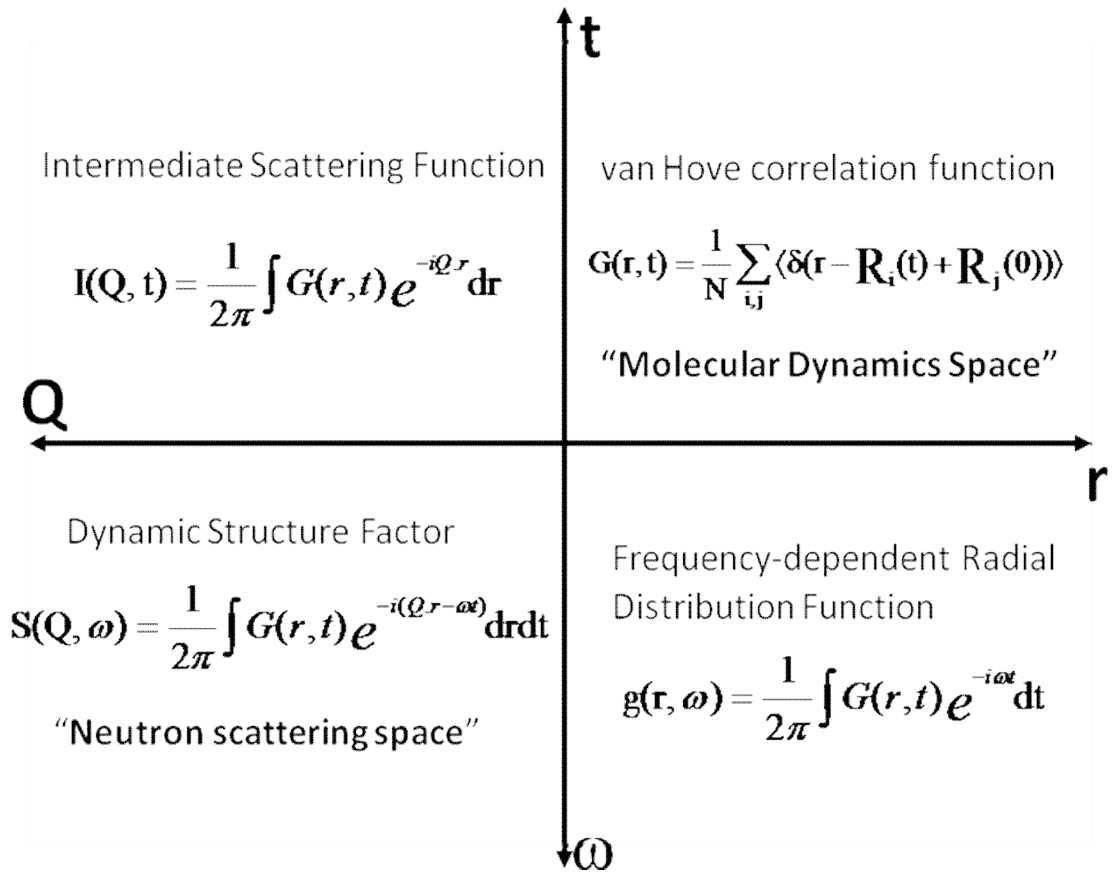 t
Intermediate Scattering Function
I(Q, t) = 1/2π ∫ G(r,t) e^{-iQ.r} dr
van Hove correlation function
G(r,t) = 1/N ∑_{i,j} ⟨δ(r − R_i(t) + R_j(0))⟩
“Molecular Dynamics Space”
Q
r
Dynamic Structure Factor
S(Q, ω) = 1/2π ∫ G(r,t) e^{-i(Q.r-ωt)} drdt
“Neutron scattering space”
Frequency-dependent Radial
Distribution Function
g(r, ω) = 1/2π ∫ G(r,t) e^{-iωt} dt
ω